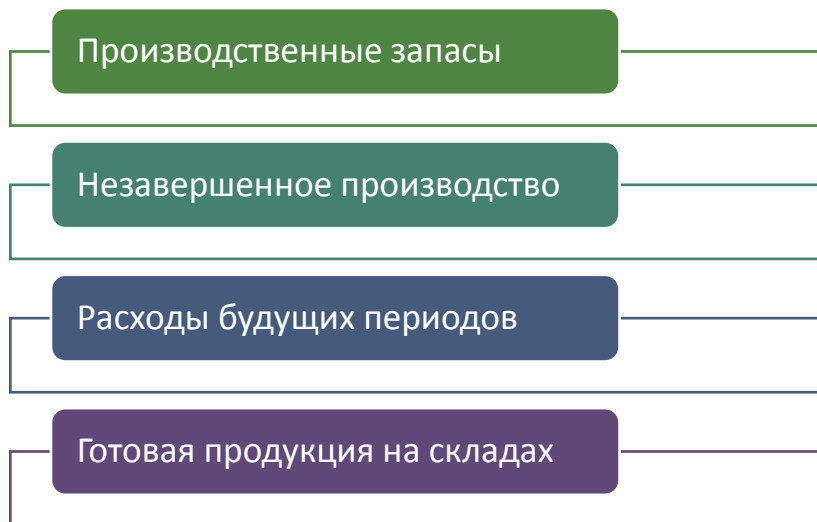 Производственные запасы
Незавершенное производство
Расходы будущих периодов
Готовая продукция на складах